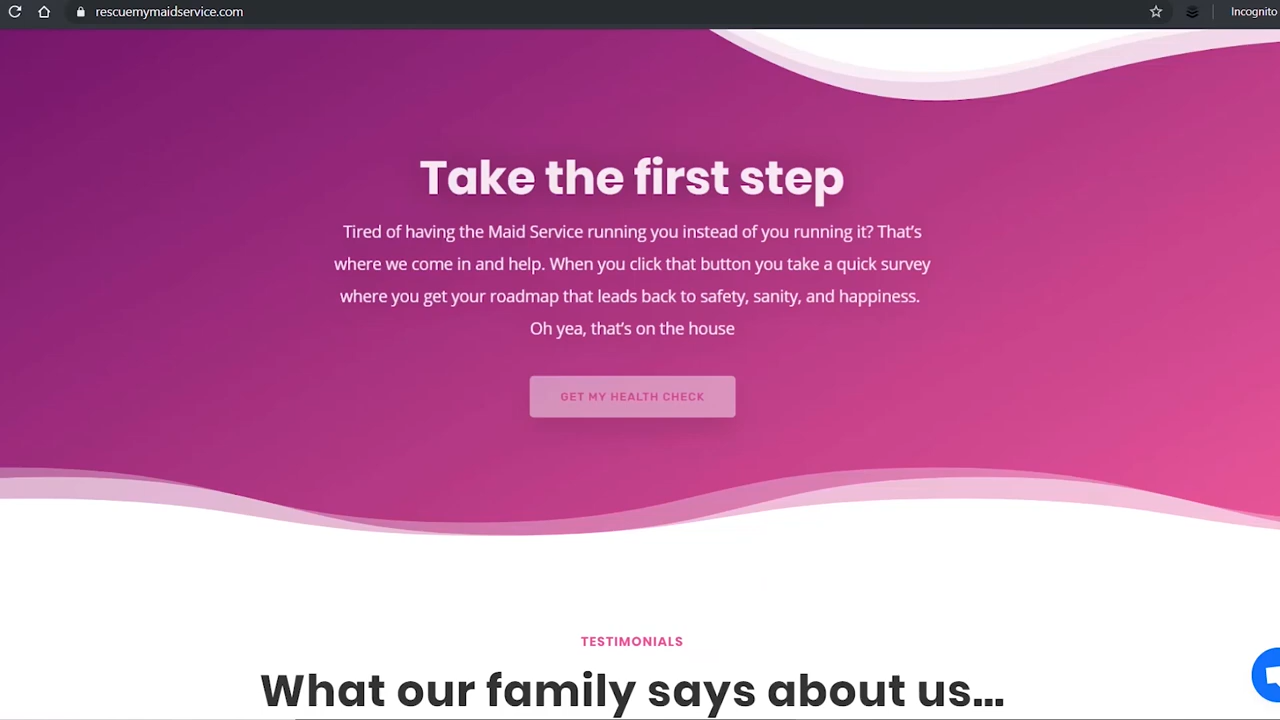 rescuemymaidservice.com
Incognito
Take the first step
Tired of having the Maid Service running you instead of you running it? That’s
where we come in and help. When you click that button you take a quick survey
where you get your roadmap that leads back to safety, sanity, and happiness.
Oh yea, that’s on the house
GET MY HEALTH CHECK
TESTIMONIALS
What our family says about us...